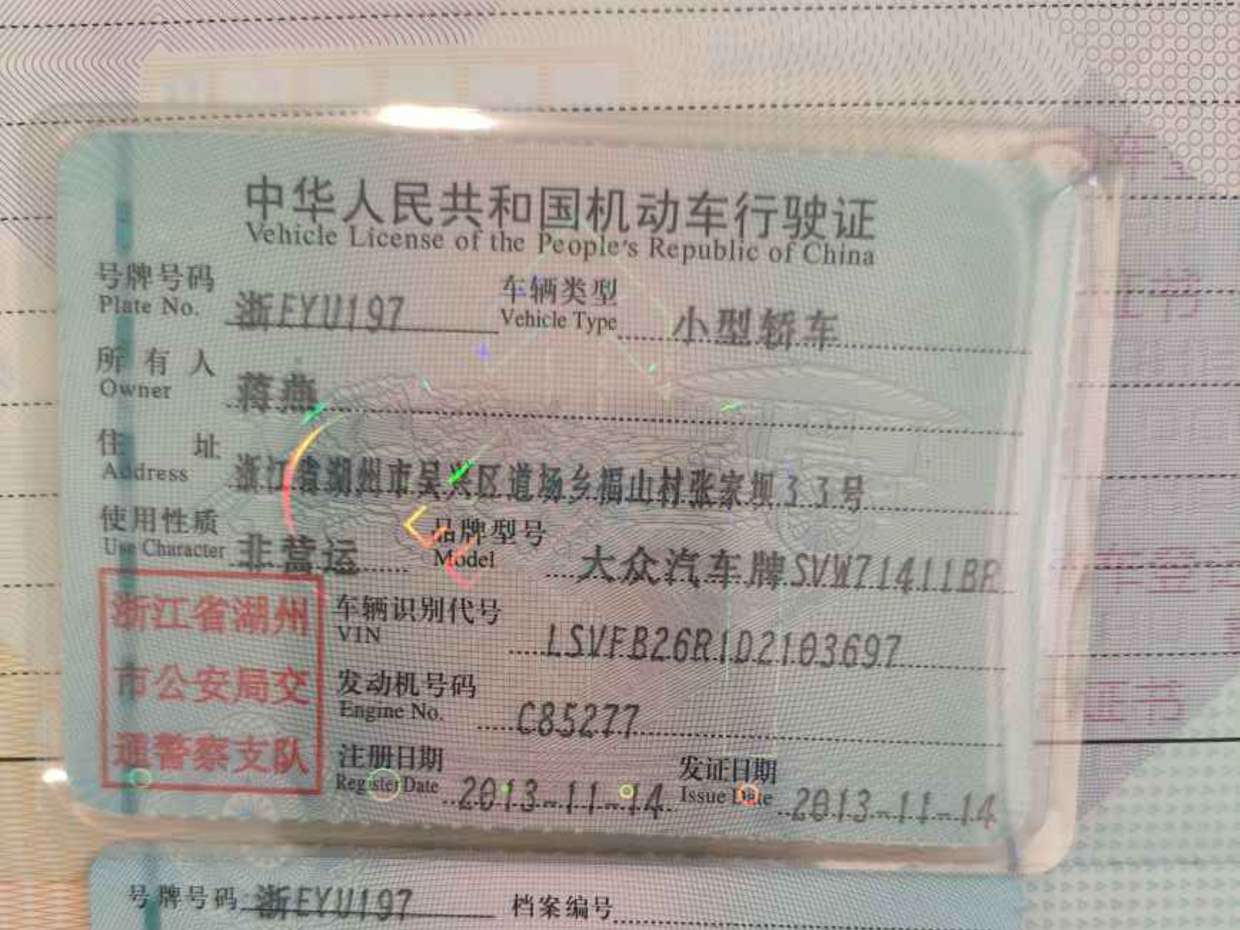 中华人民共和国机动车行驶证
Vehicle License of the People's Republic of China
号牌号码 浙EYU197 车辆类型 小型轿车
Plate No. Vehicle Type
所有人 蒋燕
Owner
住址 浙江省湖州市吴兴区道场乡福山村张家坝33号
Address
使用性质 非营运 品牌型号 大众汽车牌SVW71411BR
Use Character Model
浙江省湖州
市公安局交
通警察支队
车辆识别代号 LSVFB26R1D2103697
VIN
发动机号码 C85277
Engine No.
注册日期 2013-11-14 发证日期 2013-11-14
Register Date Issue Date
号牌号码 浙EYU197 档案编号
证书
证书